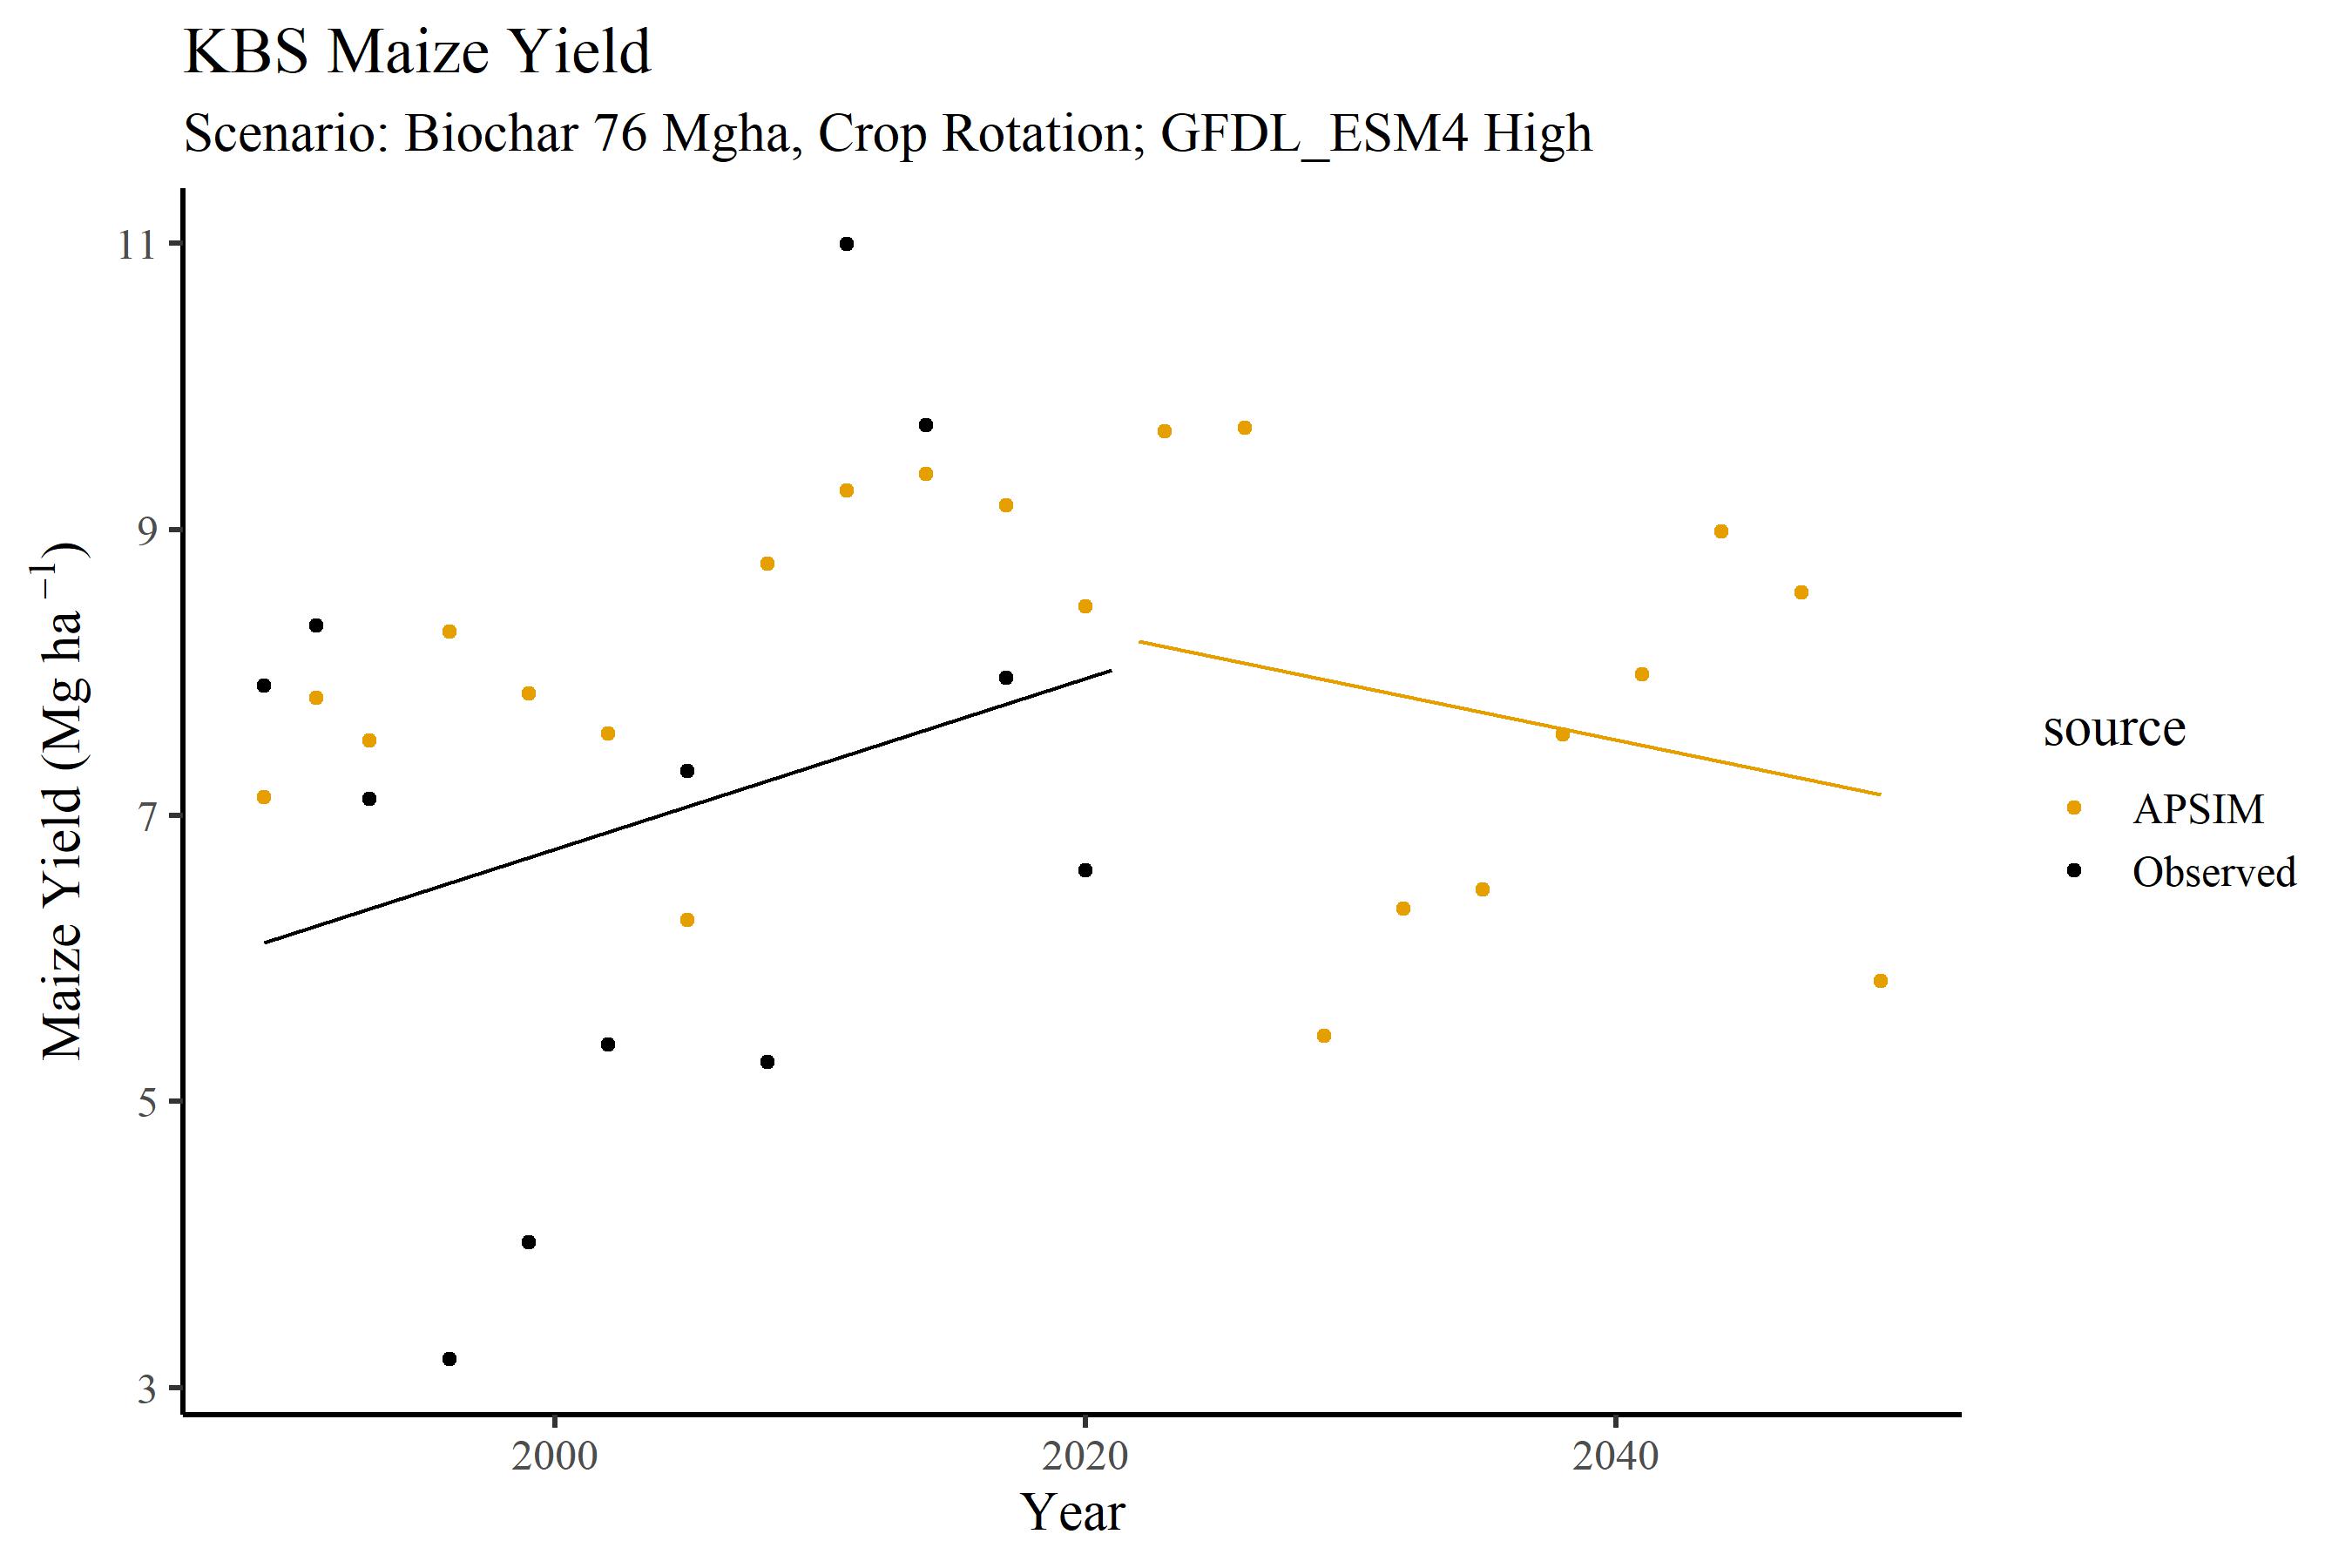 KBS Maize Yield
Scenario: Biochar 76 Mgha, Crop Rotation; GFDL_ESM4 High
Maize Yield (Mg ha ⁻¹)
11
9
7
5
3
2000 2020 2040
Year
source
APSIM
Observed